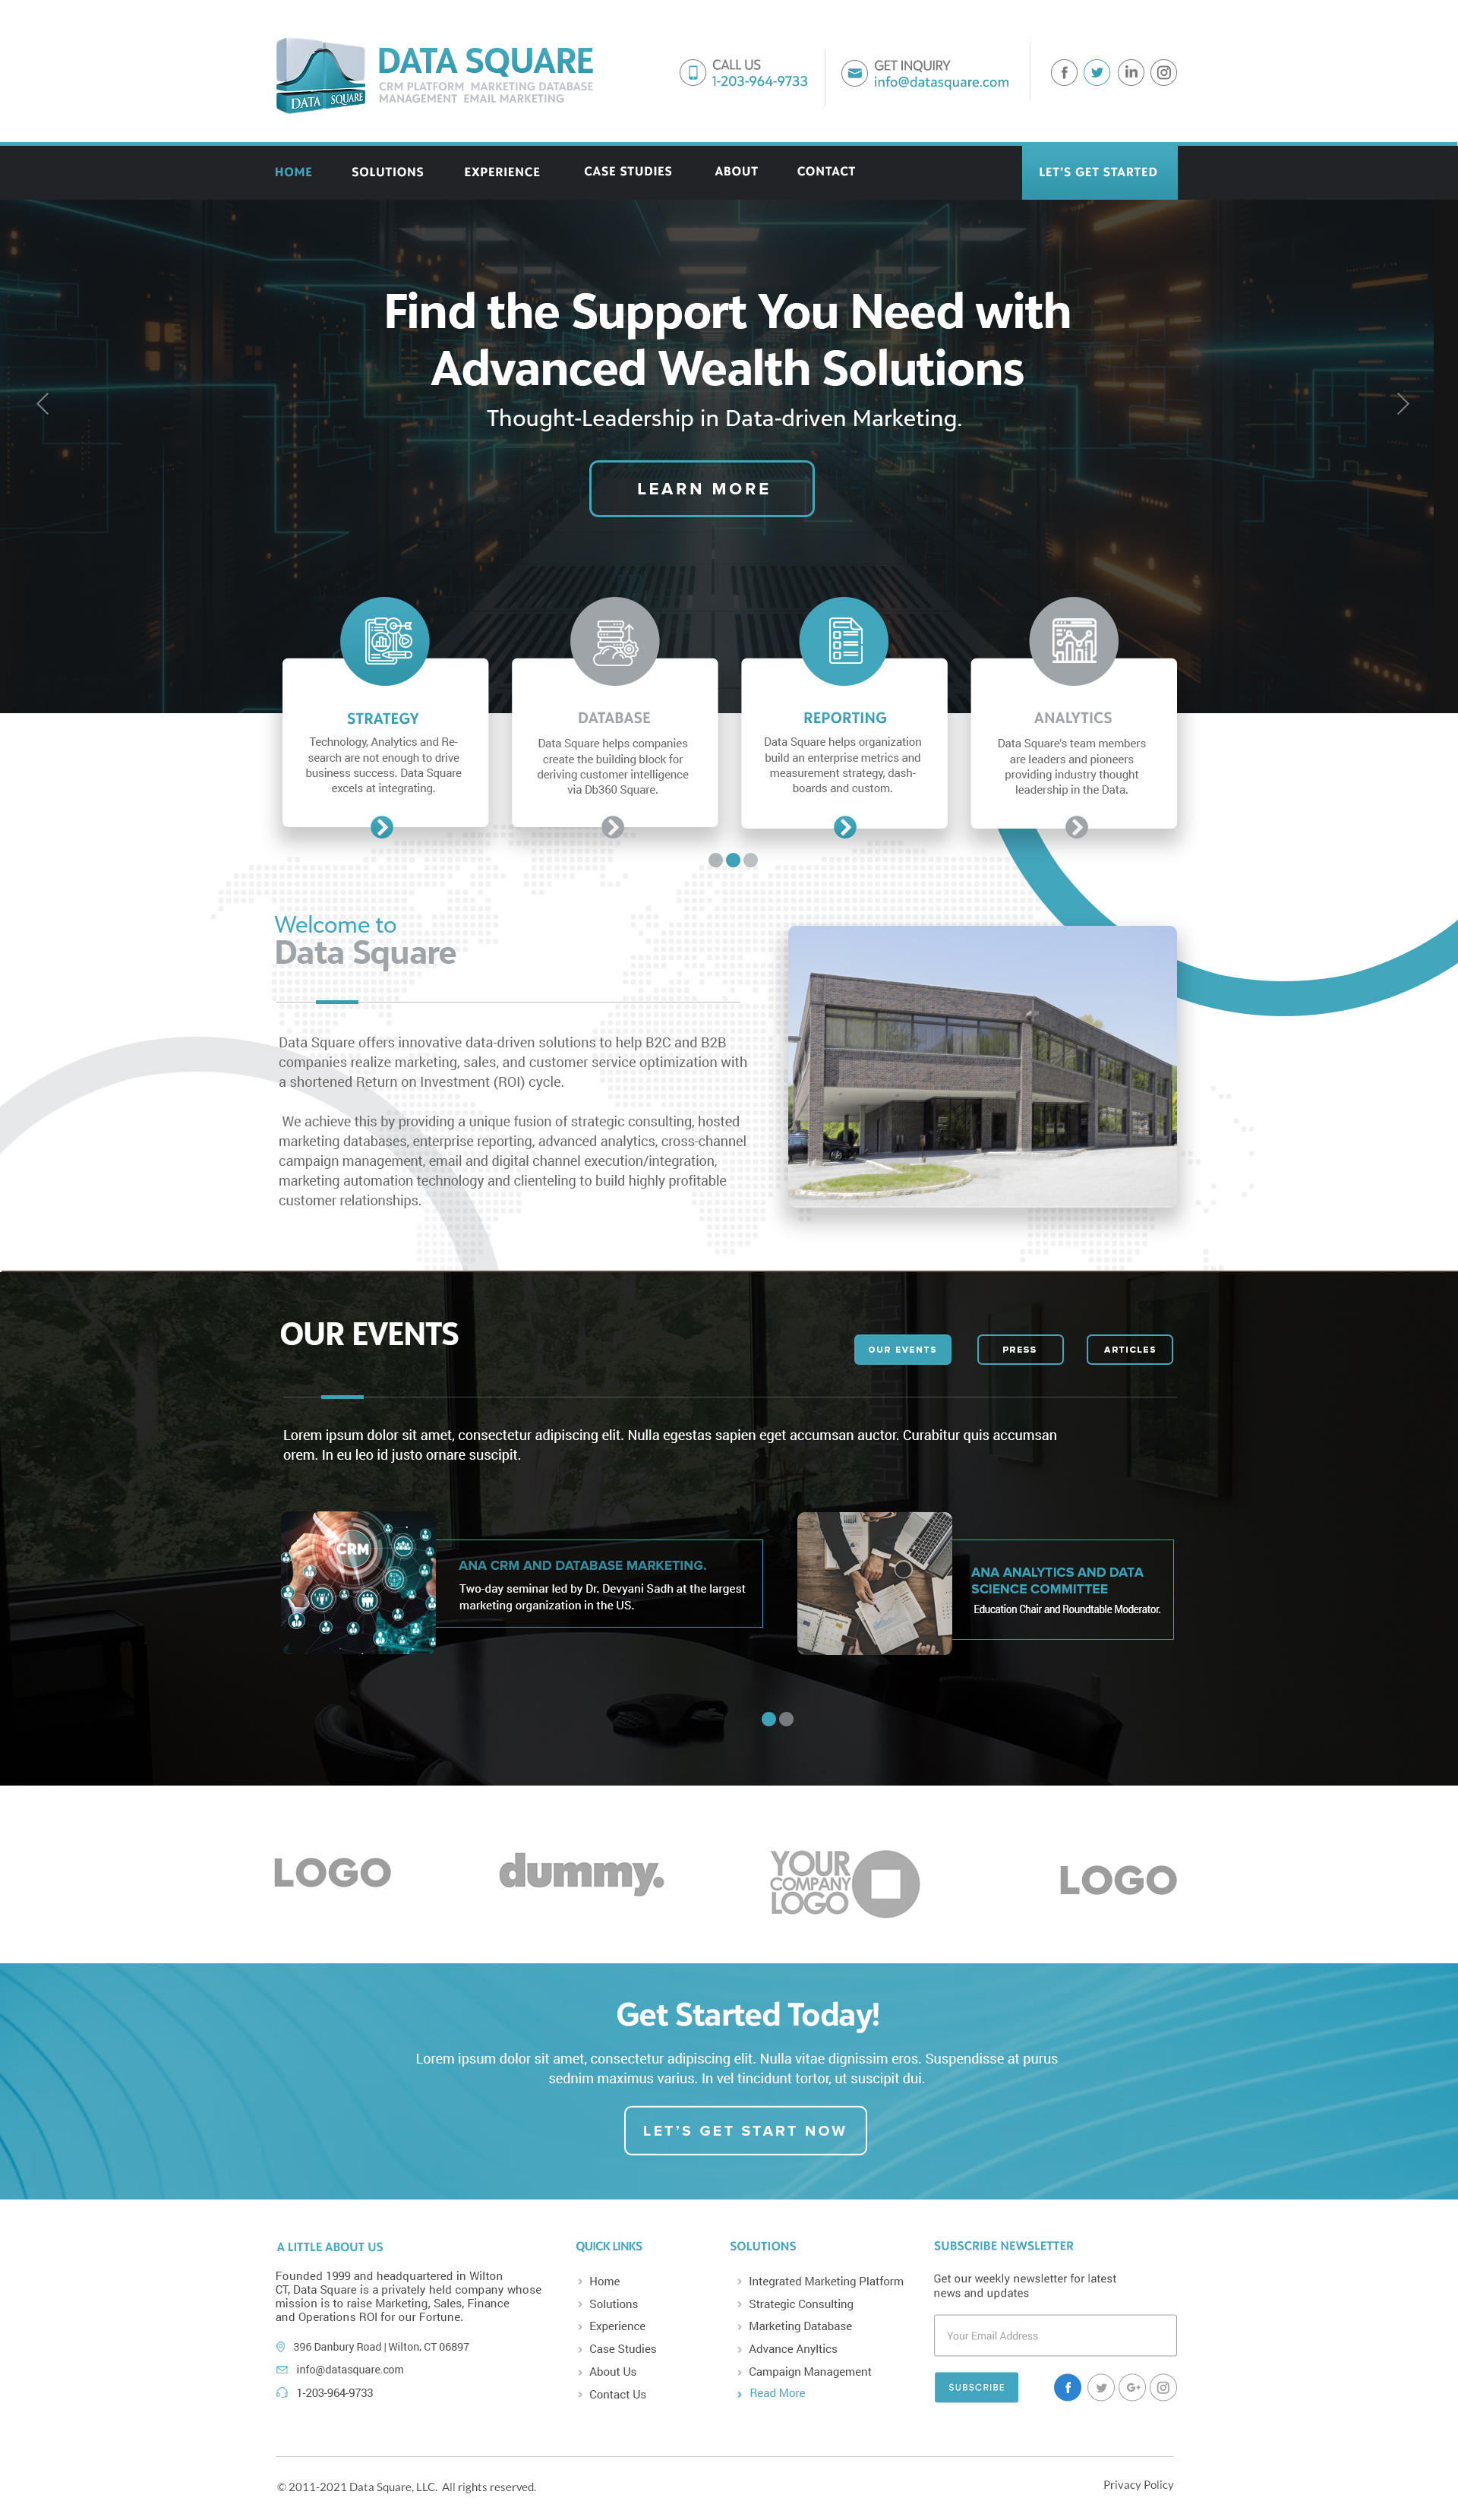 DATA SQUARE
DATA SQUARE
CRM PLATFORM MARKETING DATABASE
MANAGEMENT EMAIL MARKETING
CALL US
1-203-964-9733
GET INQUIRY
info@datasquare.com
HOME
SOLUTIONS
EXPERIENCE
CASE STUDIES
ABOUT
CONTACT
LET'S GET STARTED
Find the Support You Need with
Advanced Wealth Solutions
Thought-Leadership in Data-driven Marketing.
LEARN MORE
STRATEGY
Technology, Analytics and Re-
search are not enough to drive
business success. Data Square
excels at integrating.
DATABASE
Data Square helps companies
create the building block for
deriving customer intelligence
via Db360 Square.
REPORTING
Data Square helps organization
build an enterprise metrics and
measurement strategy, dash-
boards and custom.
ANALYTICS
Data Square's team members
are leaders and pioneers
providing industry thought
leadership in the Data.
Welcome to
Data Square
Data Square offers innovative data-driven solutions to help B2C and B2B
companies realize marketing, sales, and customer service optimization with
a shortened Return on Investment (ROI) cycle.
We achieve this by providing a unique fusion of strategic consulting, hosted
marketing databases, enterprise reporting, advanced analytics, cross-channel
campaign management, email and digital channel execution/integration,
marketing automation technology and clienteling to build highly profitable
customer relationships.
OUR EVENTS
OUR EVENTS
PRESS
ARTICLES
Lorem ipsum dolor sit amet, consectetur adipiscing elit. Nulla egestas sapien eget accumsan auctor. Curabitur quis accumsan
orem. In eu leo id justo ornare suscipit.
CRM
ANA CRM AND DATABASE MARKETING.
Two-day seminar led by Dr. Devyani Sadh at the largest
marketing organization in the US.
ANA ANALYTICS AND DATA
SCIENCE COMMITTEE
Education Chair and Roundtable Moderator.
LOGO
dummy.
YOUR
COMPANY
LOGO
LOGO
Get Started Today!
Lorem ipsum dolor sit amet, consectetur adipiscing elit. Nulla vitae dignissim eros. Suspendisse at purus
sednim maximus varius. In vel tincidunt tortor, ut suscipit dui.
LET'S GET START NOW
A LITTLE ABOUT US
Founded 1999 and headquartered in Wilton
CT, Data Square is a privately held company whose
mission is to raise Marketing, Sales, Finance
and Operations ROI for our Fortune.
396 Danbury Road | Wilton, CT 06897
info@datasquare.com
1-203-964-9733
QUICK LINKS
Home
Solutions
Experience
Case Studies
About Us
Contact Us
SOLUTIONS
Integrated Marketing Platform
Strategic Consulting
Marketing Database
Advance Anyltics
Campaign Management
Read More
SUBSCRIBE NEWSLETTER
Get our weekly newsletter for latest
news and updates
Your Email Address
SUBSCRIBE
© 2011-2021 Data Square, LLC. All rights reserved.
Privacy Policy